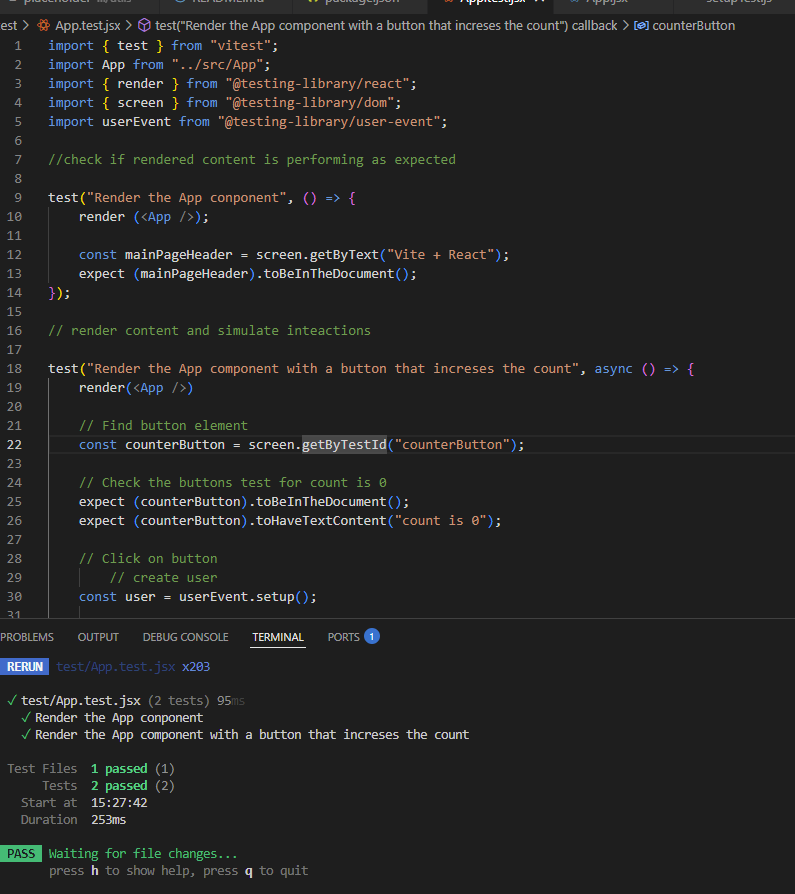 placeholder
README.md
package.json
App.test.jsx
App.jsx
setupTests.js
est > App.test.jsx > test("Render the App component with a button that increses the count") callback > counterButton
1 import { test } from "vitest";
2 import App from "../src/App";
3 import { render } from "@testing-library/react";
4 import { screen } from "@testing-library/dom";
5 import userEvent from "@testing-library/user-event";
6
7 //check if rendered content is performing as expected
8
9 test("Render the App conponent", () => {
10 render (<App />);
11
12 const mainPageHeader = screen.getByText("Vite + React");
13 expect (mainPageHeader).toBeInTheDocument();
14 });
15
16 // render content and simulate inteactions
17
18 test("Render the App component with a button that increses the count", async () => {
19 render(<App />)
20
21 // Find button element
22 const counterButton = screen.getByTestId("counterButton");
23
24 // Check the buttons test for count is 0
25 expect (counterButton).toBeInTheDocument();
26 expect (counterButton).toHaveTextContent("count is 0");
27
28 // Click on button
29 // create user
30 const user = userEvent.setup();
31
PROBLEMS OUTPUT DEBUG CONSOLE TERMINAL PORTS 1
RERUN test/App.test.jsx x203
✓ test/App.test.jsx (2 tests) 95ms
✓ Render the App conponent
✓ Render the App component with a button that increses the count
Test Files 1 passed (1)
Tests 2 passed (2)
Start at 15:27:42
Duration 253ms
PASS Waiting for file changes...
press h to show help, press q to quit